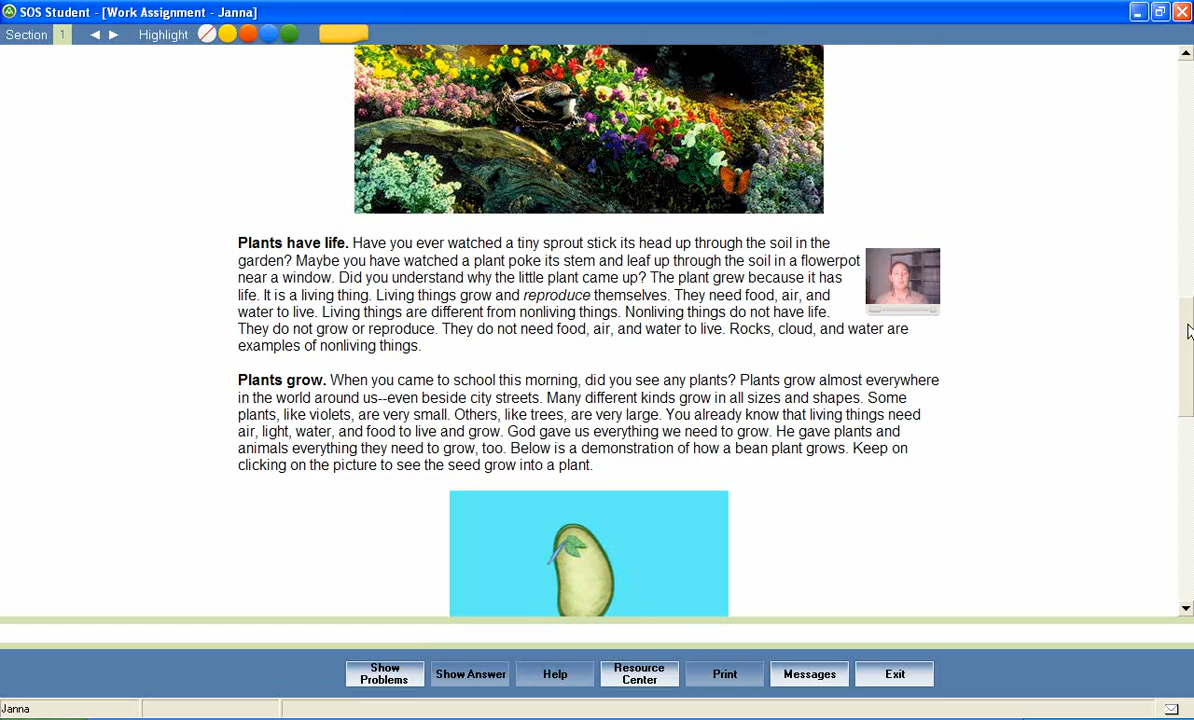 SOS Student - [Work Assignment - Janna]
Section 1 Highlight
Plants have life. Have you ever watched a tiny sprout stick its head up through the soil in the
garden? Maybe you have watched a plant poke its stem and leaf up through the soil in a flowerpot
near a window. Did you understand why the little plant came up? The plant grew because it has
life. It is a living thing. Living things grow and reproduce themselves. They need food, air, and
water to live. Living things are different from nonliving things. Nonliving things do not have life.
They do not grow or reproduce. They do not need food, air, and water to live. Rocks, cloud, and water are
examples of nonliving things.
Plants grow. When you came to school this morning, did you see any plants? Plants grow almost everywhere
in the world around us--even beside city streets. Many different kinds grow in all sizes and shapes. Some
plants, like violets, are very small. Others, like trees, are very large. You already know that living things need
air, light, water, and food to live and grow. God gave us everything we need to grow. He gave plants and
animals everything they need to grow, too. Below is a demonstration of how a bean plant grows. Keep on
clicking on the picture to see the seed grow into a plant.
Show Problems Show Answer Help Resource Center Print Messages Exit
Janna